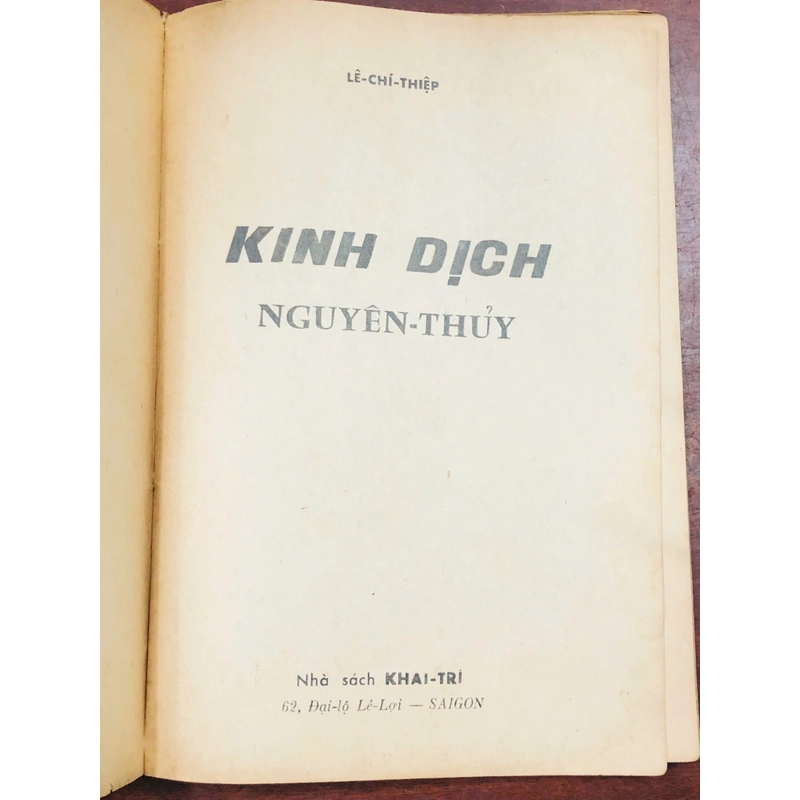 LÊ-CHÍ-THIỆP
KINH DỊCH
NGUYÊN-THỦY
Nhà sách KHAI-TRÍ
62, Đại-lộ Lê-Lợi — SAIGON